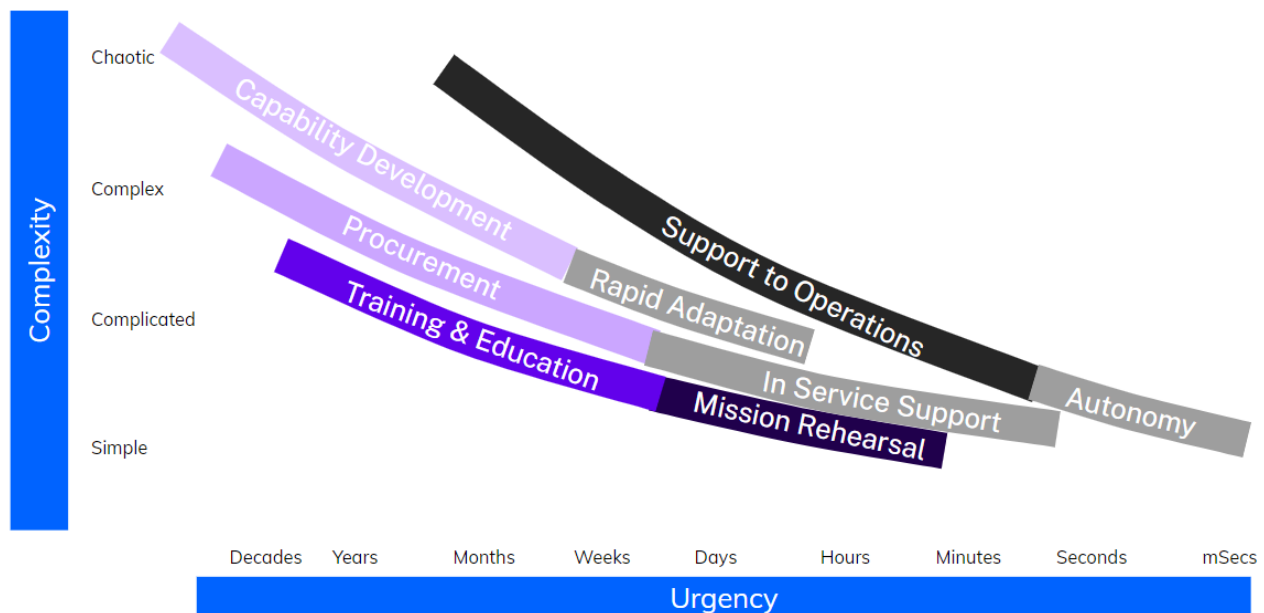 Complexity
Chaotic
Complex
Complicated
Simple
Capability Development
Procurement
Training & Education
Rapid Adaptation
In Service Support
Mission Rehearsal
Support to Operations
Autonomy
Decades
Years
Months
Weeks
Days
Hours
Minutes
Seconds
mSecs
Urgency